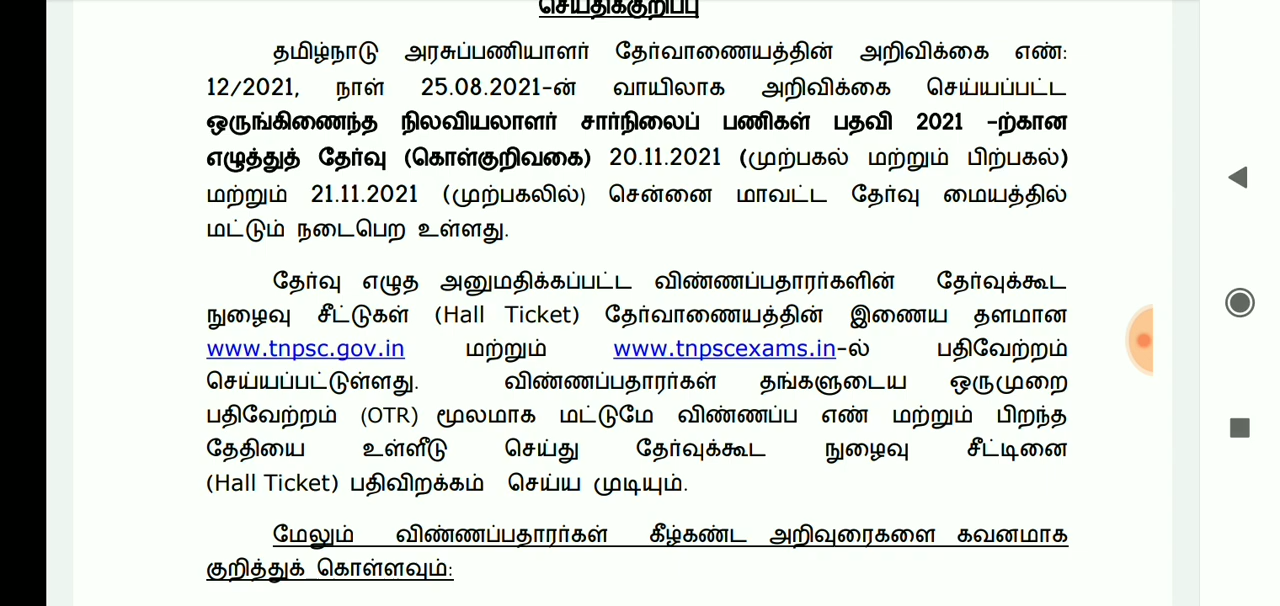 செய்திக்குறிப்பு
தமிழ்நாடு அரசுப்பணியாளர் தேர்வாணையத்தின் அறிவிக்கை எண்:
12/2021, நாள் 25.08.2021-ன் வாயிலாக அறிவிக்கை செய்யப்பட்ட
ஒருங்கிணைந்த நிலவியலாளர் சார்நிலைப் பணிகள் பதவி 2021 -ற்கான
எழுத்துத் தேர்வு (கொள்குறிவகை) 20.11.2021 (முற்பகல் மற்றும் பிற்பகல்)
மற்றும் 21.11.2021 (முற்பகலில்) சென்னை மாவட்ட தேர்வு மையத்தில்
மட்டும் நடைபெற உள்ளது.
தேர்வு எழுத அனுமதிக்கப்பட்ட விண்ணப்பதாரர்களின் தேர்வுக்கூட
நுழைவு சீட்டுகள் (Hall Ticket) தேர்வாணையத்தின் இணைய தளமான
www.tnpsc.gov.in மற்றும் www.tnpscexams.in-ல் பதிவேற்றம்
செய்யப்பட்டுள்ளது. விண்ணப்பதாரர்கள் தங்களுடைய ஒருமுறை
பதிவேற்றம் (OTR) மூலமாக மட்டுமே விண்ணப்ப எண் மற்றும் பிறந்த
தேதியை உள்ளீடு செய்து தேர்வுக்கூட நுழைவு சீட்டினை
(Hall Ticket) பதிவிறக்கம் செய்ய முடியும்.
மேலும் விண்ணப்பதாரர்கள் கீழ்கண்ட அறிவுரைகளை கவனமாக
குறித்துக் கொள்ளவும்: